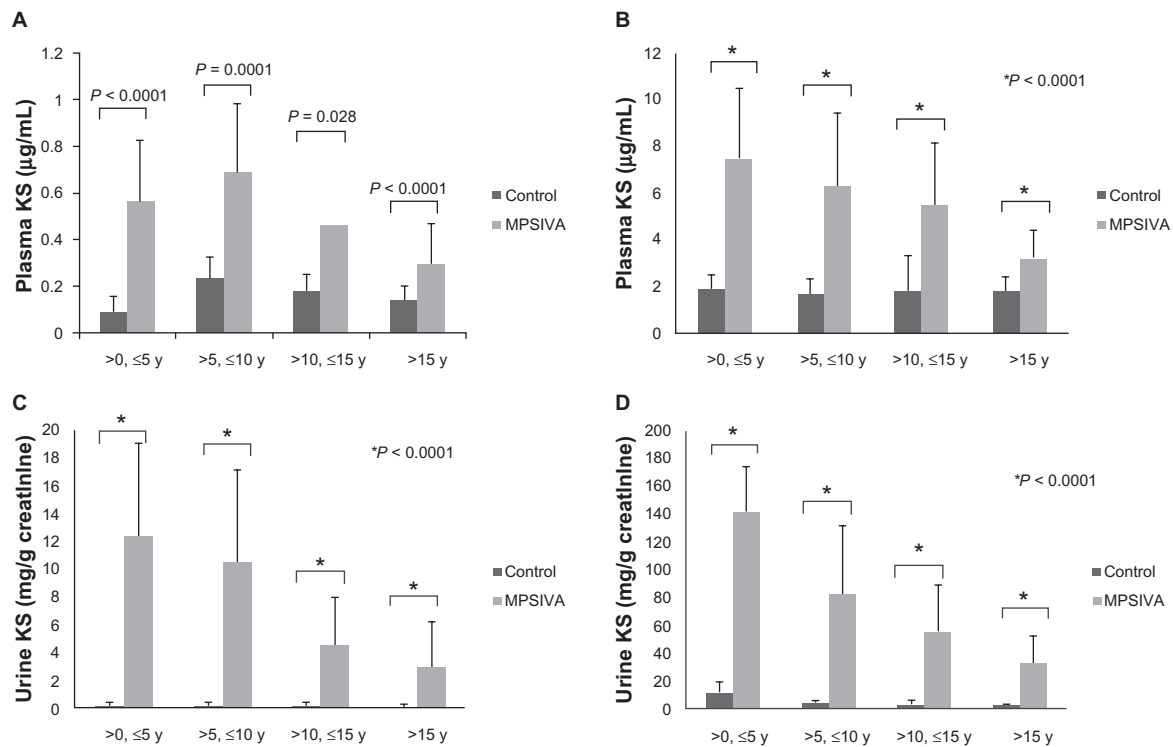 A
Plasma KS (µg/mL)
1.2
1
0.8
0.6
0.4
0.2
0
P < 0.0001
P = 0.0001
P = 0.028
P < 0.0001
>0, ≤5 y
>5, ≤10 y
>10, ≤15 y
>15 y
Control
MPSIVA
B
Plasma KS (µg/mL)
12
10
8
6
4
2
0
*
*
*
*
*P < 0.0001
>0, ≤5 y
>5, ≤10 y
>10, ≤15 y
>15 y
Control
MPSIVA
C
Urine KS (mg/g creatInIne)
20
18
16
14
12
10
8
6
4
2
0
*
*
*
*
*P < 0.0001
>0, ≤5 y
>5, ≤10 y
>10, ≤15 y
>15 y
Control
MPSIVA
D
Urine KS (mg/g creatInIne)
200
180
160
140
120
100
80
60
40
20
0
*
*
*
*
*P < 0.0001
>0, ≤5 y
>5, ≤10 y
>10, ≤15 y
>15 y
Control
MPSIVA